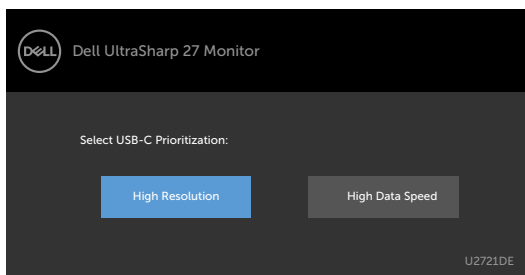 DELL Dell UltraSharp 27 Monitor
Select USB-C Prioritization:
High Resolution High Data Speed
U2721DE